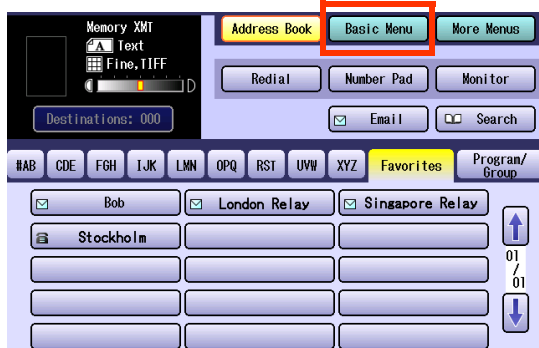 Memory XMT
Address Book
Basic Menu
More Menus
A Text
Fine,TIFF
Redial
Number Pad
Monitor
D
Destinations: 000
Email
Search
#AB
CDE
FGH
IJK
LMN
OPQ
RST
UVW
XYZ
Favorites
Program/
Group
Bob
London Relay
Singapore Relay
Stockholm
01
/
01